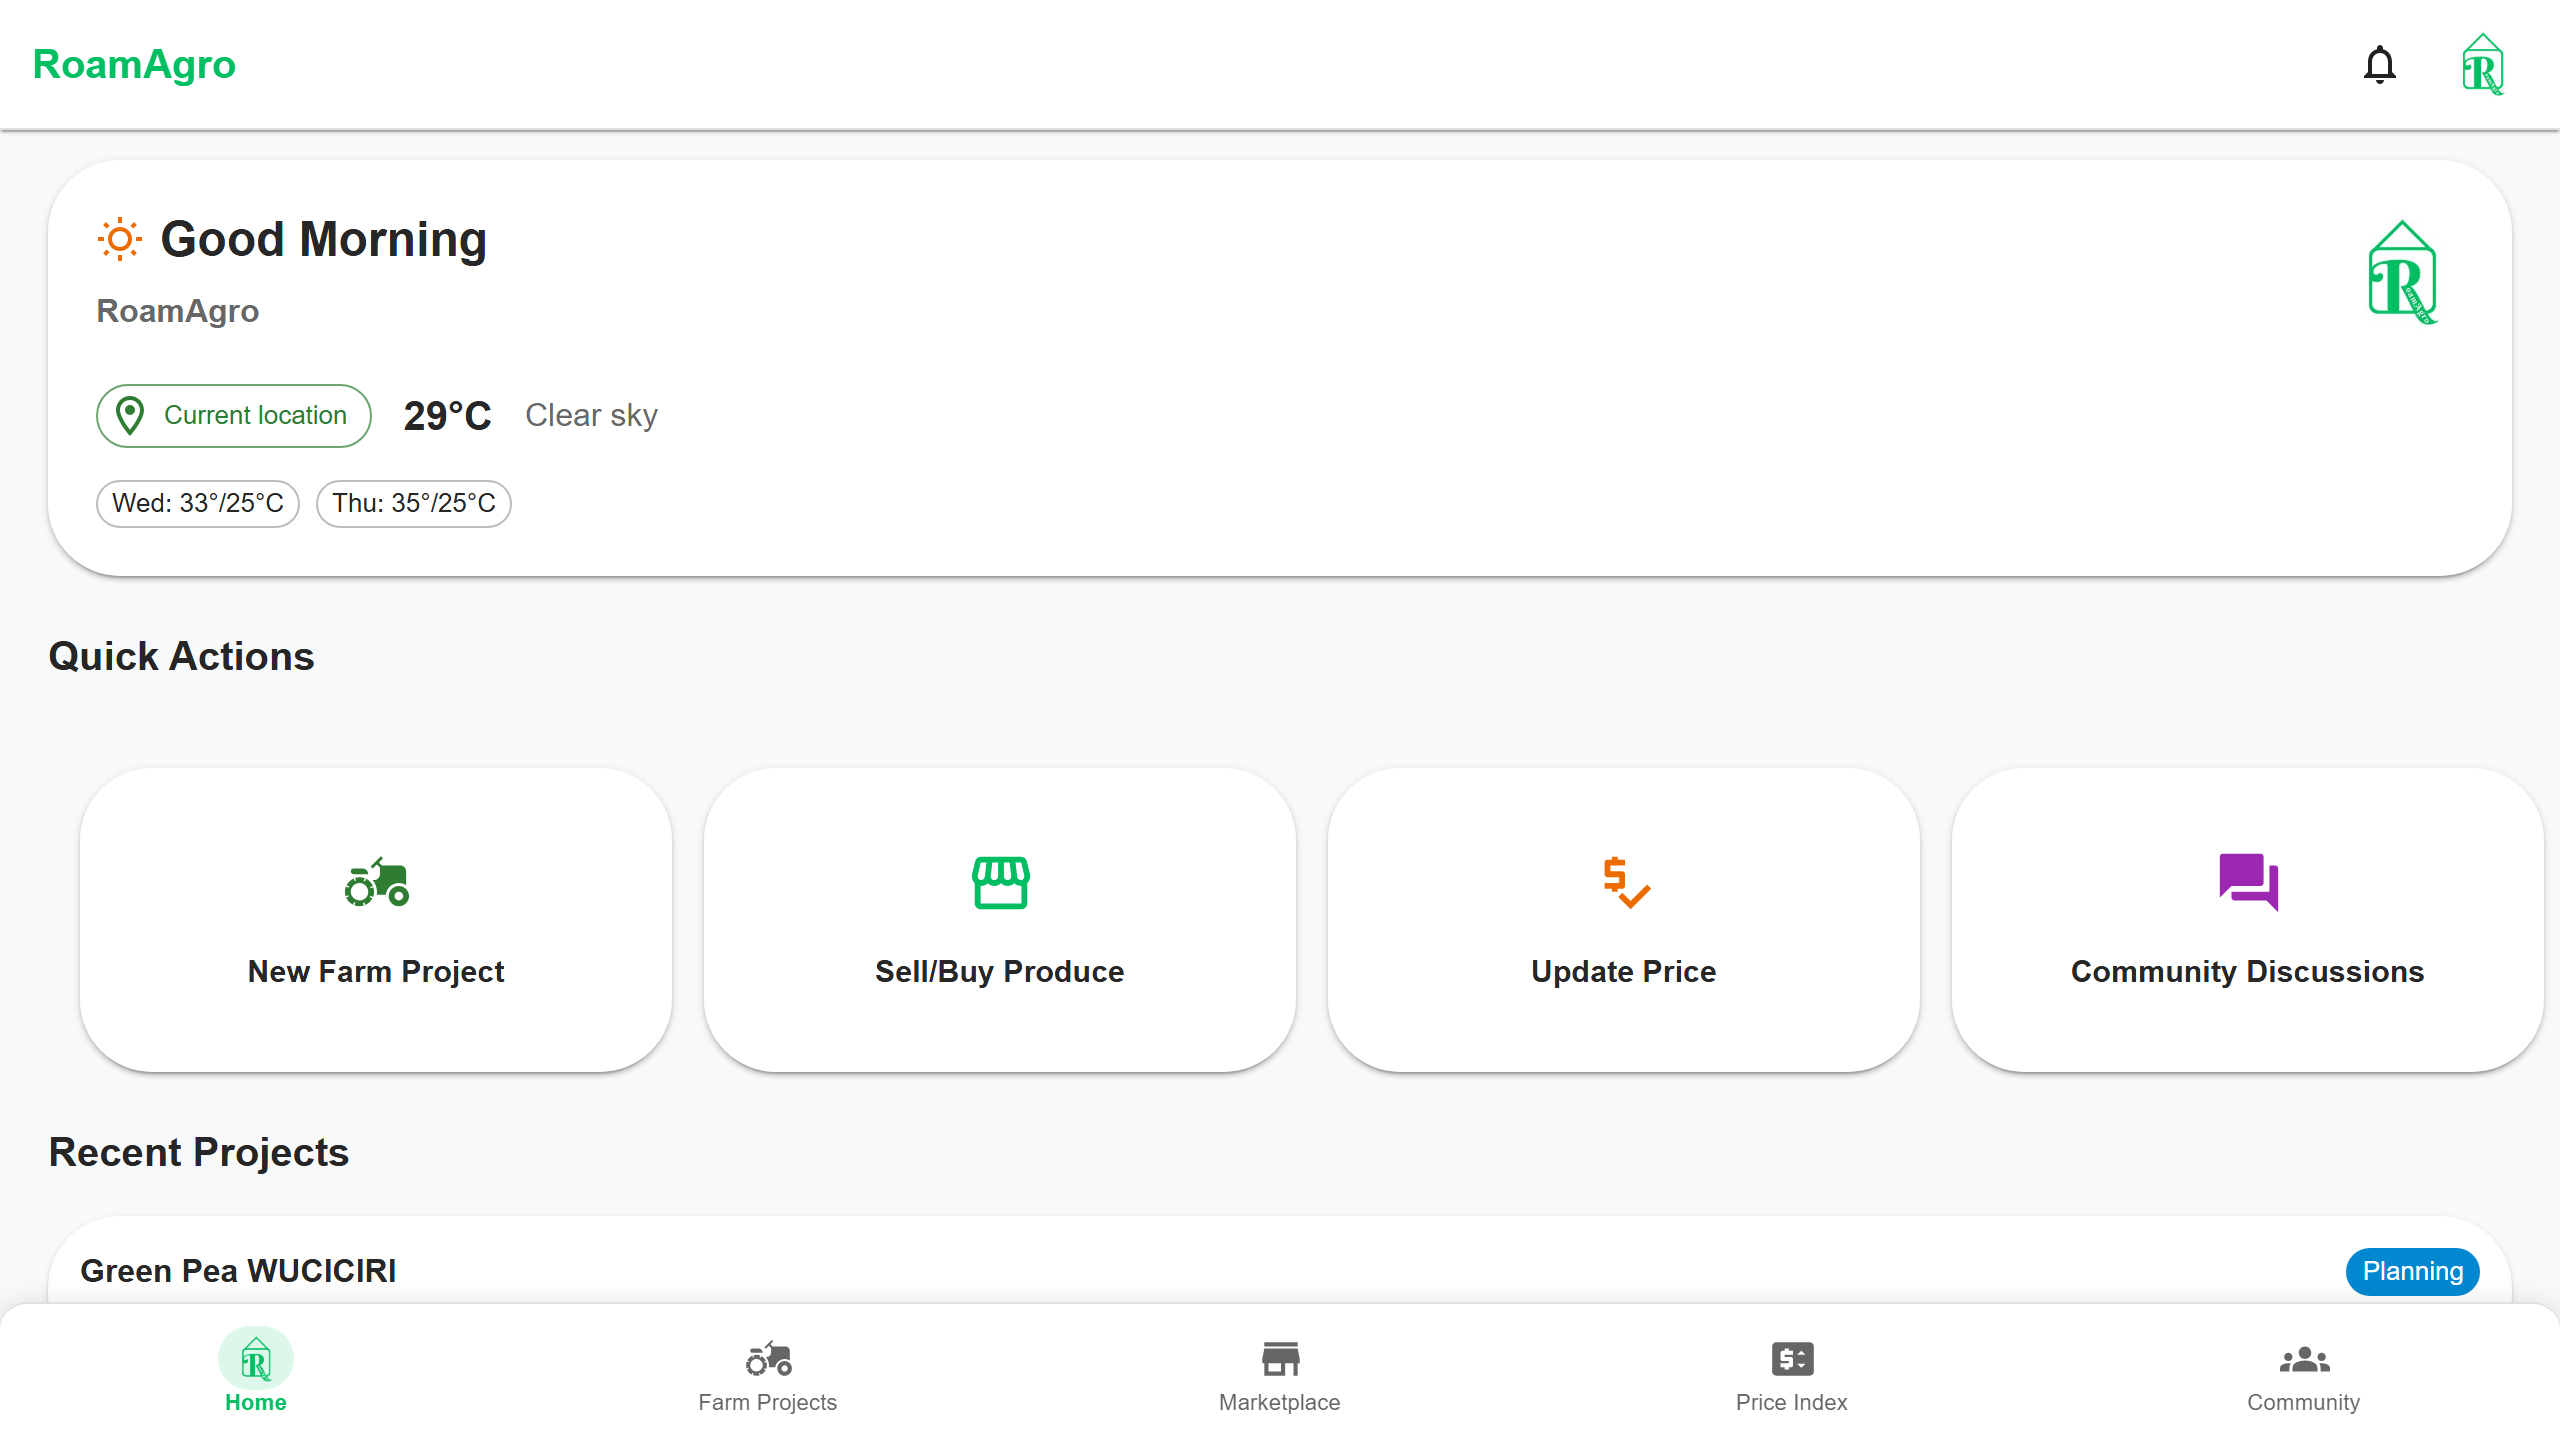 RoamAgro
Good Morning
RoamAgro
Current location
29°C
Clear sky
Wed: 33°/25°C
Thu: 35°/25°C
Quick Actions
New Farm Project
Sell/Buy Produce
Update Price
Community Discussions
Recent Projects
Green Pea WUCICIRI
Planning
Home
Farm Projects
Marketplace
Price Index
Community